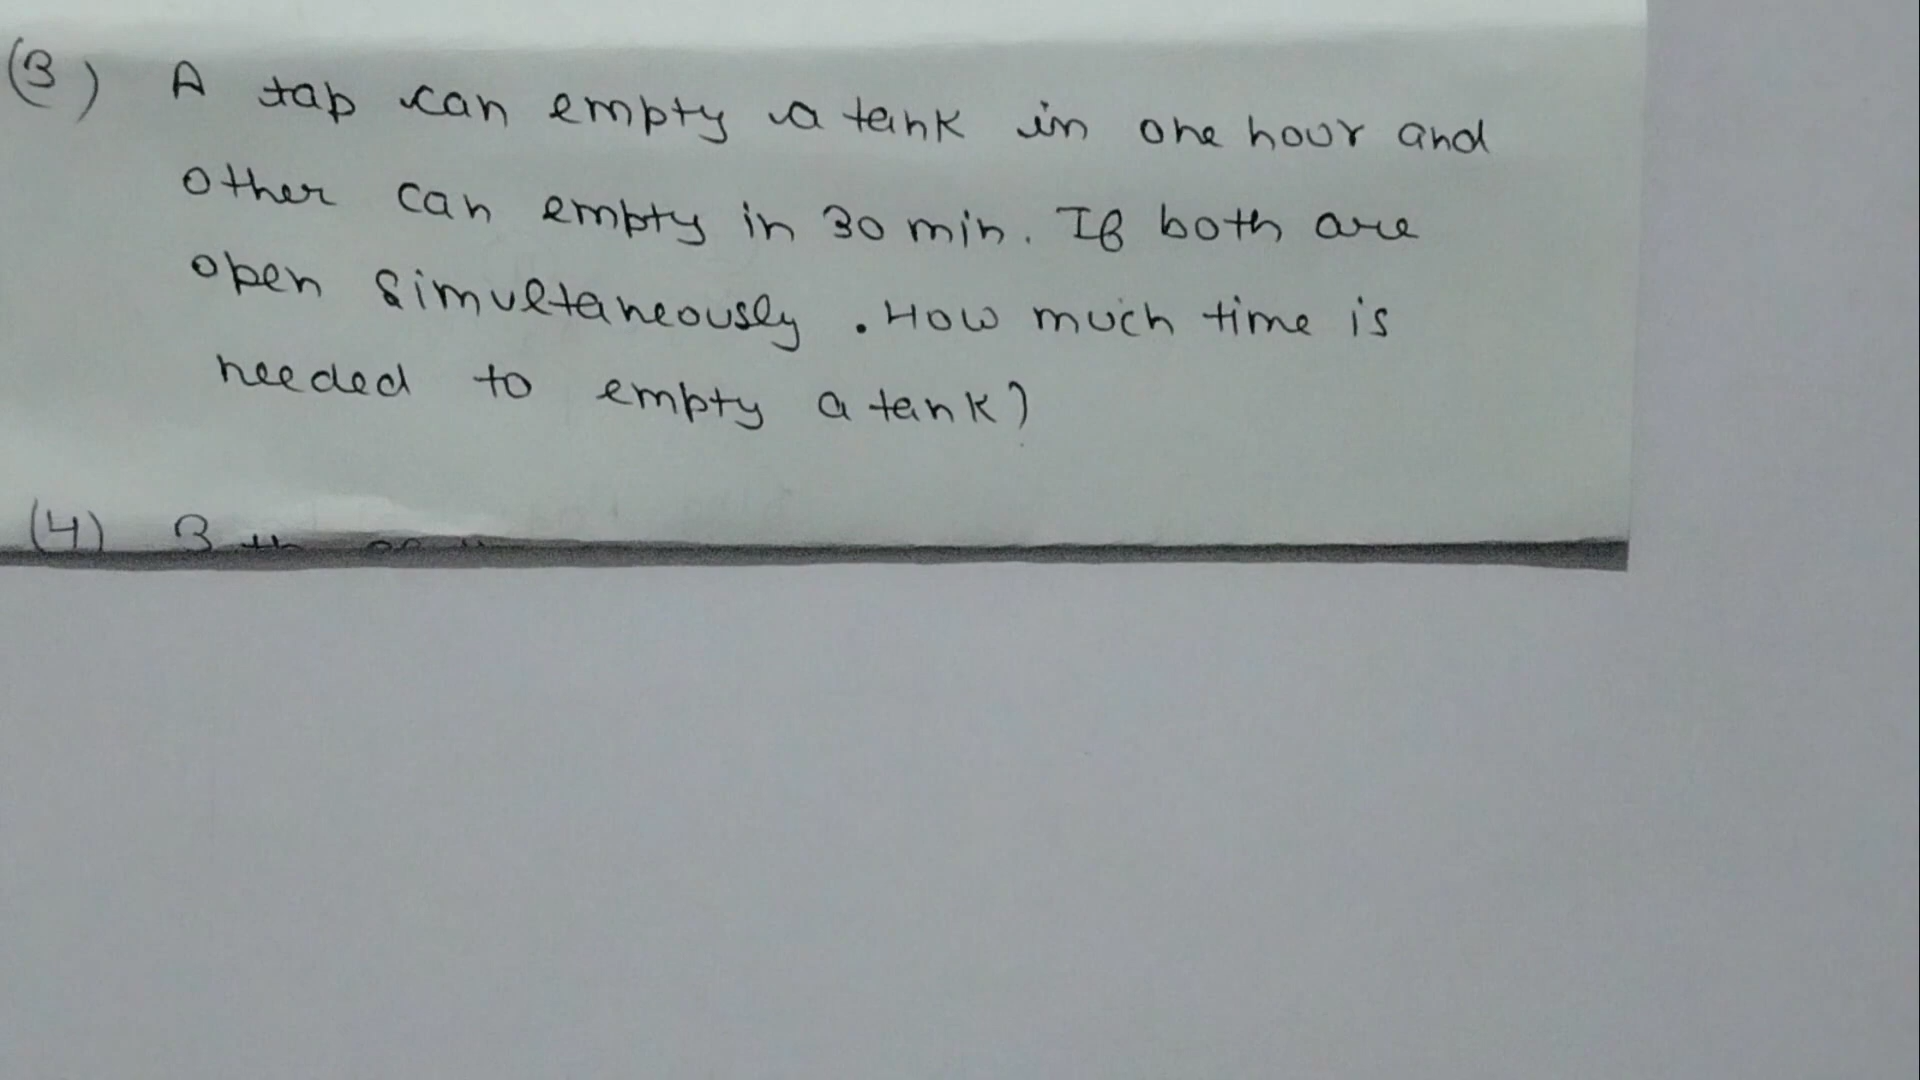 (3) A tap can empty a tank in one hour and
other can empty in 30 min. If both are
open simultaneously. How much time is
needed to empty a tank?
(4) 3